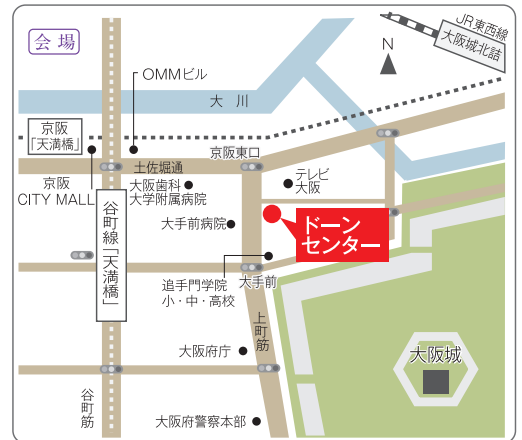 会場
JR東西線
大阪城北詰
N
OMMビル
大川
京阪
「天満橋」
京阪東口
土佐堀通
テレビ
大阪
京阪
CITY MALL
大阪歯科
大学附属病院
谷町線「天満橋」
大手前病院
ドーン
センター
追手門学院
小・中・高校
大手前
上町筋
大阪府庁
大阪城
谷町筋
大阪府警察本部